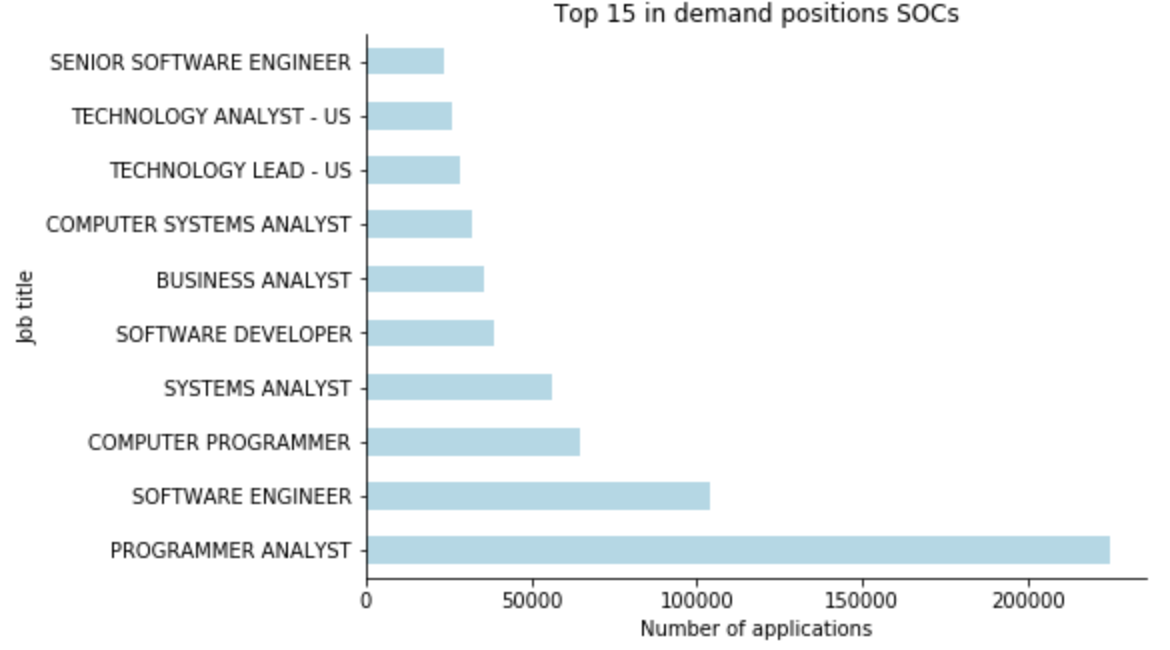 Top 15 in demand positions SOCs
SENIOR SOFTWARE ENGINEER
TECHNOLOGY ANALYST - US
TECHNOLOGY LEAD - US
COMPUTER SYSTEMS ANALYST
BUSINESS ANALYST
SOFTWARE DEVELOPER
SYSTEMS ANALYST
COMPUTER PROGRAMMER
SOFTWARE ENGINEER
PROGRAMMER ANALYST
Job title
0 50000 100000 150000 200000
Number of applications